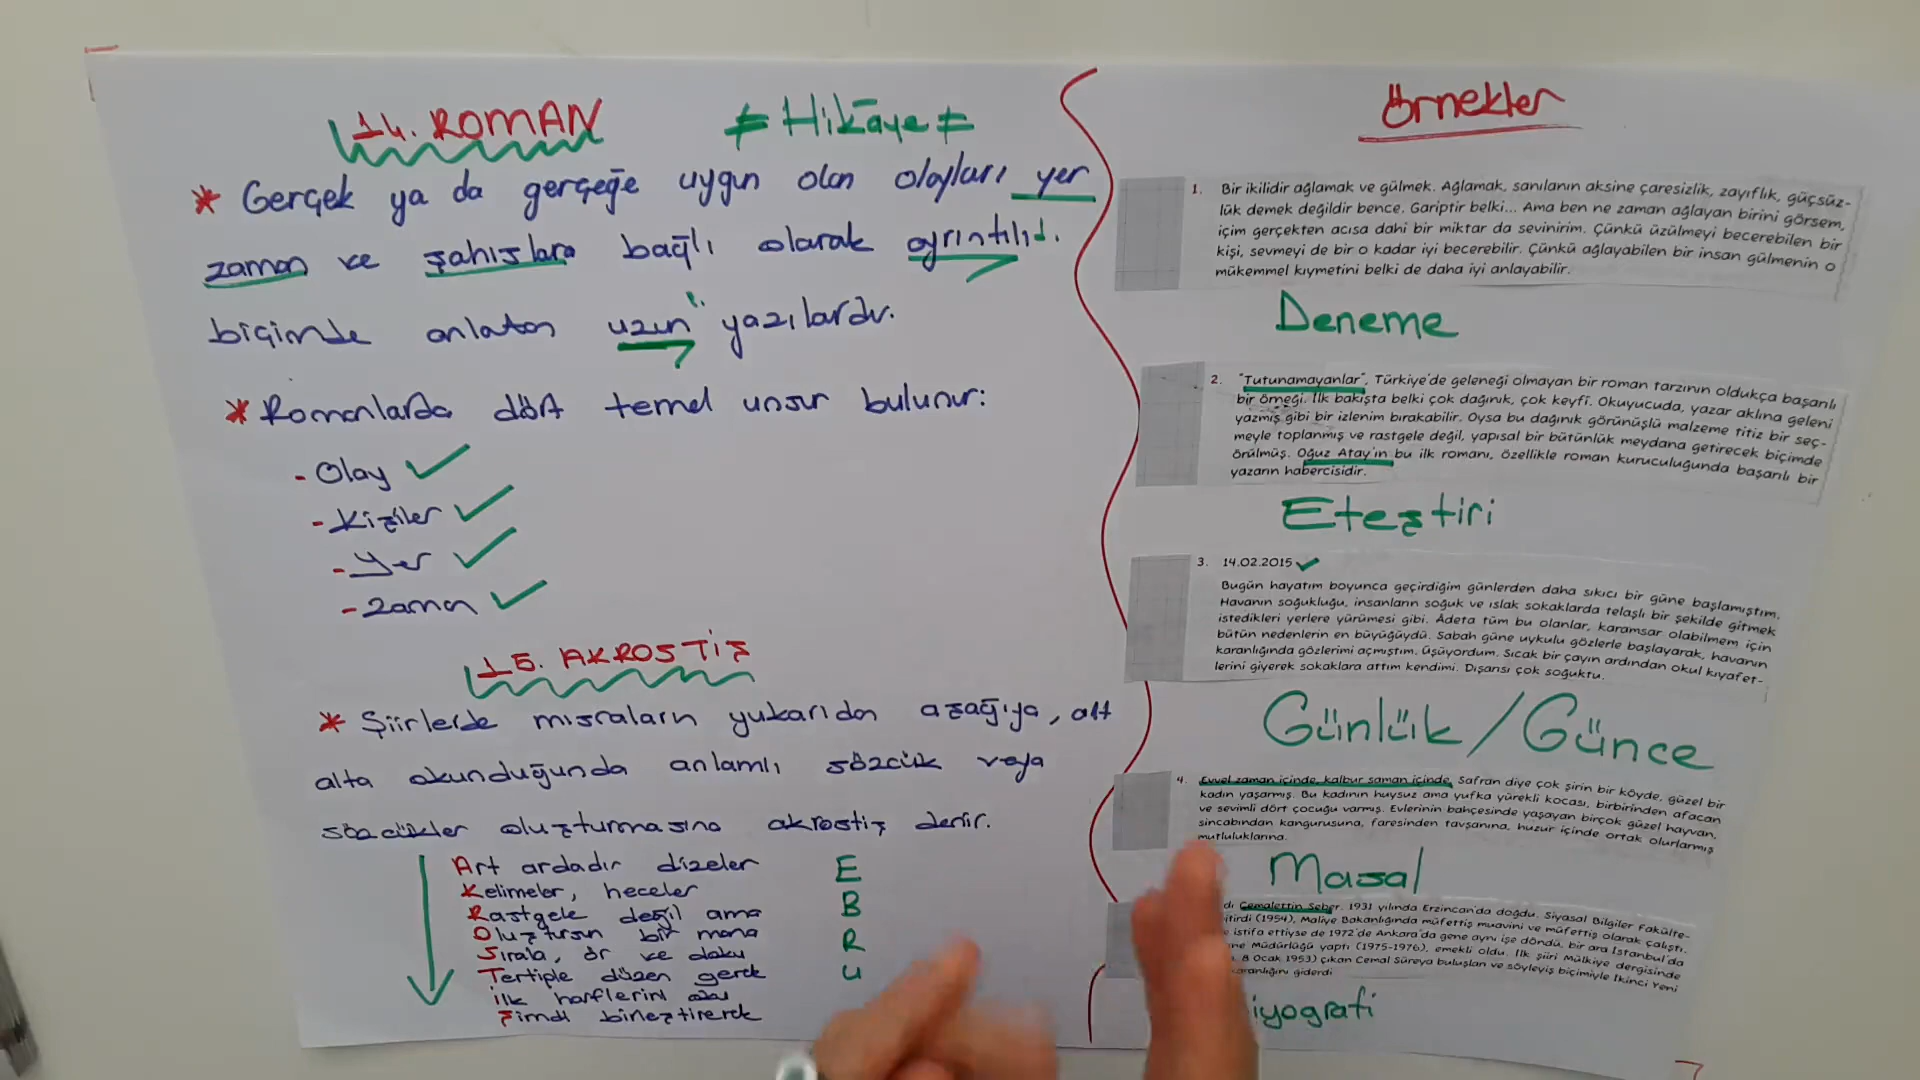 14. ROMAN ≠ Hikâye ≠
* Gerçek ya da gerçeğe uygun olan olayları yer
zaman ve şahıslara bağlı olarak ayrıntılı
biçimde anlatan uzun yazılardır.
* Romanlarda dört temel unsur bulunur:
- Olay ✓
- Kişiler ✓
- Yer ✓
- Zaman ✓
15. AKROSTİŞ
* Şiirlerde mısraların yukarıdan aşağıya, alt
alta okunduğunda anlamlı sözcük veya
sözcükler oluşturmasına akrostiş denir.
Art ardadır dizeler
Kelimeler, heceler
Rastgele değil ama
Oluştursun bir mana
Sırala, ör ve doku
Tertiple düzen gerek
İlk harflerini
Şimdi birleştirerek
E
B
R
U
Örnekler
1. Bir ikilidir ağlamak ve gülmek. Ağlamak, sanılanın aksine çaresizlik, zayıflık, güçsüz-
lük demek değildir bence. Gariptir belki... Ama ben ne zaman ağlayan birini görsem,
içim gerçekten acısa dahi bir miktar da sevinirim. Çünkü üzülmeyi becerebilen bir
kişi, sevmeyi de bir o kadar iyi becerebilir. Çünkü ağlayabilen bir insan gülmenin o
mükemmel kıymetini belki de daha iyi anlayabilir.
Deneme
2. "Tutunamayanlar", Türkiye'de geleneği olmayan bir roman tarzının oldukça başarılı
bir örneği. İlk bakışta belki çok dağınık, çok keyfî. Okuyucuda, yazar aklına geleni
yazmış gibi bir izlenim bırakabilir. Oysa bu dağınık görünüşlü malzeme titiz bir seç-
meyle toplanmış ve rastgele değil, yapısal bir bütünlük meydana getirecek biçimde
örülmüş. Oğuz Atay'ın bu ilk romanı, özellikle roman kuruculuğunda başarılı bir
yazarın habercisidir.
Eteştiri
3. 14.02.2015 ✓
Bugün hayatım boyunca geçirdiğim günlerden daha sıkıcı bir güne başlamıştım.
Havanın soğukluğu, insanların soğuk ve ıslak sokaklarda telaşlı bir şekilde gitmek
istedikleri yerlere yürümesi gibi. Adeta tüm bu olanlar, karamsar olabilmem için
bütün nedenlerin en büyüğüydü. Sabah güne uykulu gözlerle başlayarak, havanın
karanlığında gözlerimi açmıştım. Üşüyordum. Sıcak bir çayın ardından okul kıyafet-
lerini giyerek sokaklara attım kendimi. Dışarısı çok soğuktu.
Günlük / Günce
4. Evvel zaman içinde, kalbur saman içinde, Safran diye çok şirin bir köyde, güzel bir
kadın yaşarmış. Bu kadının huysuz ama yufka yürekli kocası, birbirinden afacan
ve sevimli dört çocuğu varmış. Evlerinin bahçesinde yaşayan birçok güzel hayvan,
sincabından kangurusuna, faresinden tavşanına, huzur içinde ortak olurlarmış
mutluluklarına.
Masal
dı Cemalettin Seber. 1931 yılında Erzincan'da doğdu. Siyasal Bilgiler Fakülte-
itirdi (1954), Maliye Bakanlığında müfettiş muavini ve müfettiş olarak çalıştı.
e istifa ettiyse de 1972'de Ankara'da gene aynı işe döndü, bir ara İstanbul'da
ne Müdürlüğü yaptı (1975-1976), emekli oldu. İlk şiiri Mülkiye dergisinde
8 Ocak 1953) çıkan Cemal Süreya buluşları ve söyleyiş biçimiyle İkinci Yeni
aranlığını giderdi
iyografi